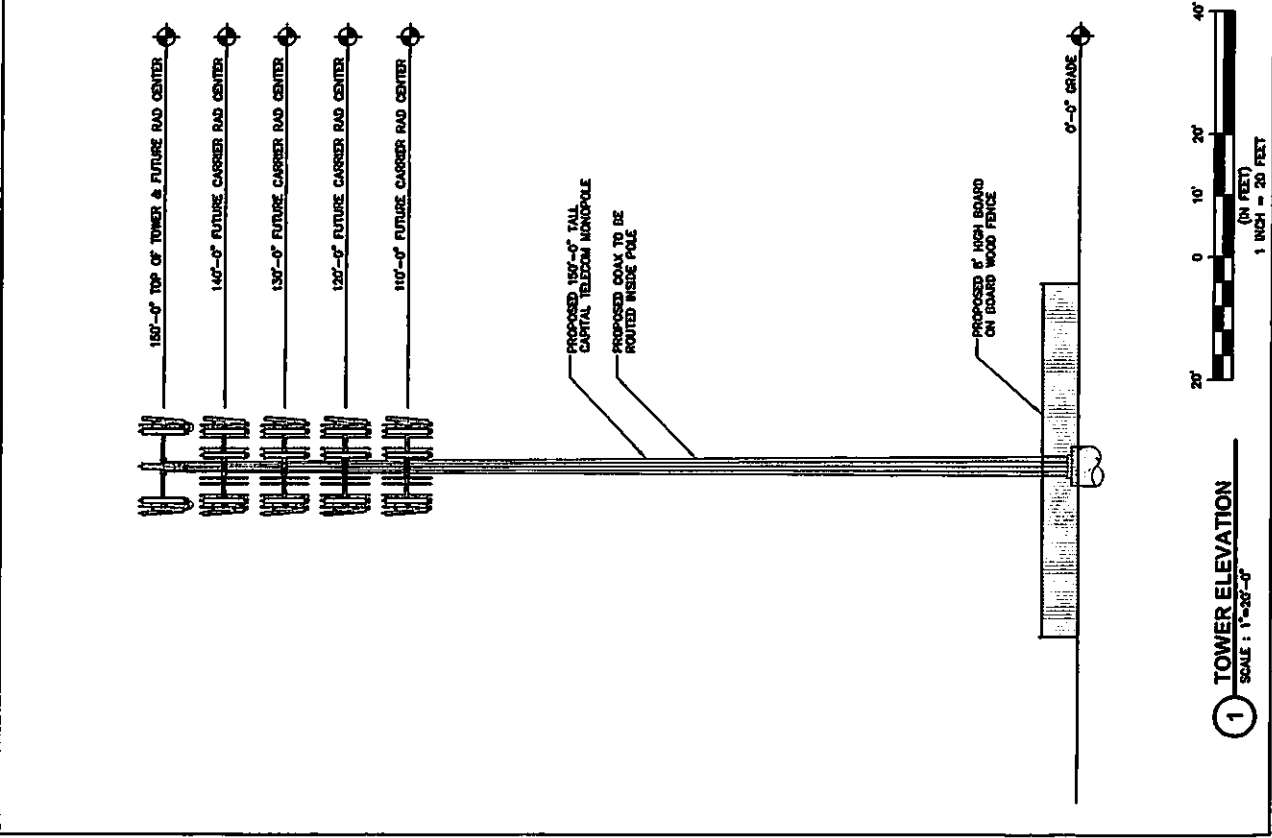 150'-0" TOP OF TOWER & FUTURE RAD CENTER
140'-0" FUTURE CARRIER RAD CENTER
130'-0" FUTURE CARRIER RAD CENTER
120'-0" FUTURE CARRIER RAD CENTER
110'-0" FUTURE CARRIER RAD CENTER
PROPOSED 150'-0" TALL
CAPITAL TELECOM MONOPOLE
PROPOSED COAX TO BE
ROUTED INSIDE POLE
PROPOSED 6' HIGH BOARD
ON BOARD WOOD FENCE
0'-0" GRADE
1 TOWER ELEVATION
SCALE : 1"=20'-0"
20' 0 10' 20' 40'
(IN FEET)
1 INCH = 20 FEET